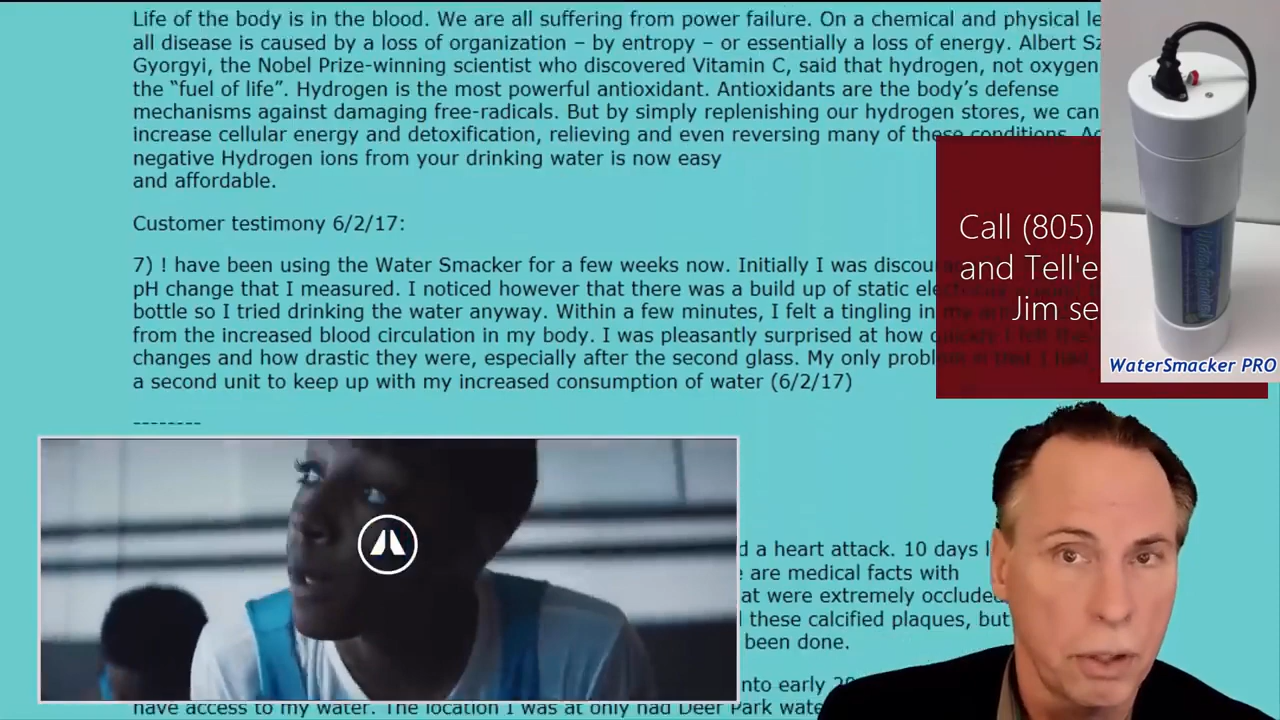 Life of the body is in the blood. We are all suffering from power failure. On a chemical and physical
all disease is caused by a loss of organization – by entropy – or essentially a loss of energy. Albert
Gyorgyi, the Nobel Prize-winning scientist who discovered Vitamin C, said that hydrogen, not oxygen
the “fuel of life”. Hydrogen is the most powerful antioxidant. Antioxidants are the body’s defense
mechanisms against damaging free-radicals. But by simply replenishing our hydrogen stores, we can
increase cellular energy and detoxification, relieving and even reversing many of these conditions.
negative Hydrogen ions from your drinking water is now easy
and affordable.
Customer testimony 6/2/17:
7) ! have been using the Water Smacker for a few weeks now. Initially I was
pH change that I measured. I noticed however that there was a build up of static
bottle so I tried drinking the water anyway. Within a few minutes, I felt a tingling in my
from the increased blood circulation in my body. I was pleasantly surprised at how quickly I felt the
changes and how drastic they were, especially after the second glass. My only problem is that I had
a second unit to keep up with my increased consumption of water (6/2/17)
--------
Call (805)
and Tell'e
Jim se
WaterSmacker PRO
a heart attack. 10 days
are medical facts with
were extremely occluded
these calcified plaques, but
been done.
into early
have access to my water. The location I was at only had Deer Park